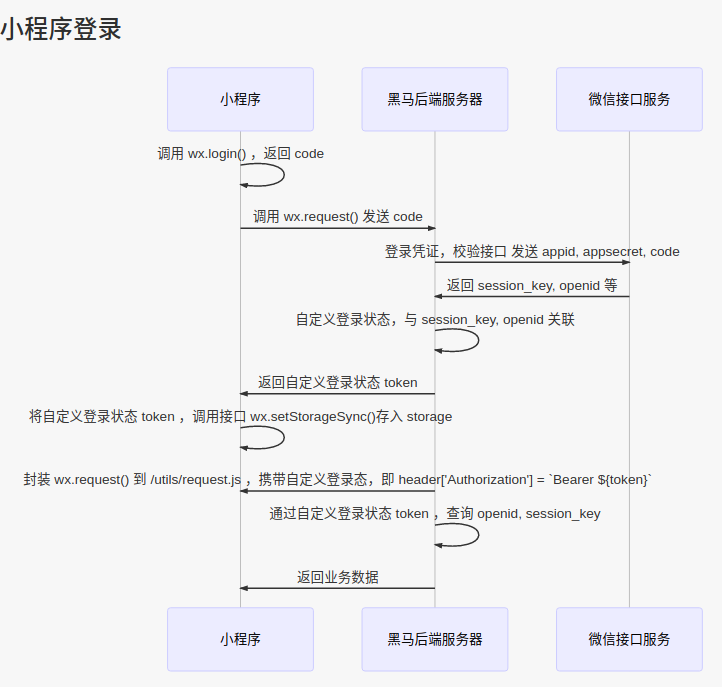 小程序登录
小程序
黑马后端服务器
微信接口服务
调用 wx.login() ，返回 code
调用 wx.request() 发送 code
登录凭证，校验接口 发送 appid, appsecret, code
返回 session_key, openid 等
自定义登录状态，与 session_key, openid 关联
返回自定义登录状态 token
将自定义登录状态 token ，调用接口 wx.setStorageSync()存入 storage
封装 wx.request() 到 /utils/request.js ，携带自定义登录态，即 header['Authorization'] = `Bearer ${token}`
通过自定义登录状态 token ，查询 openid, session_key
返回业务数据
小程序
黑马后端服务器
微信接口服务